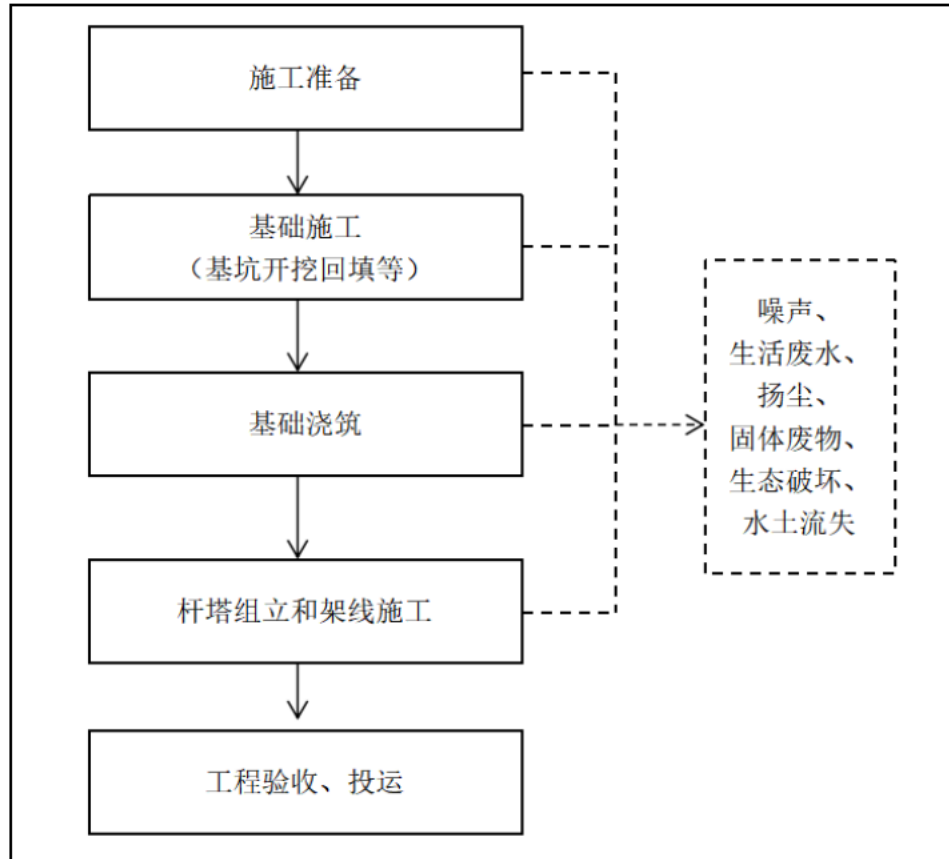 施工准备
基础施工
（基坑开挖回填等）
基础浇筑
杆塔组立和架线施工
工程验收、投运
噪声、
生活废水、
扬尘、
固体废物、
生态破坏、
水土流失